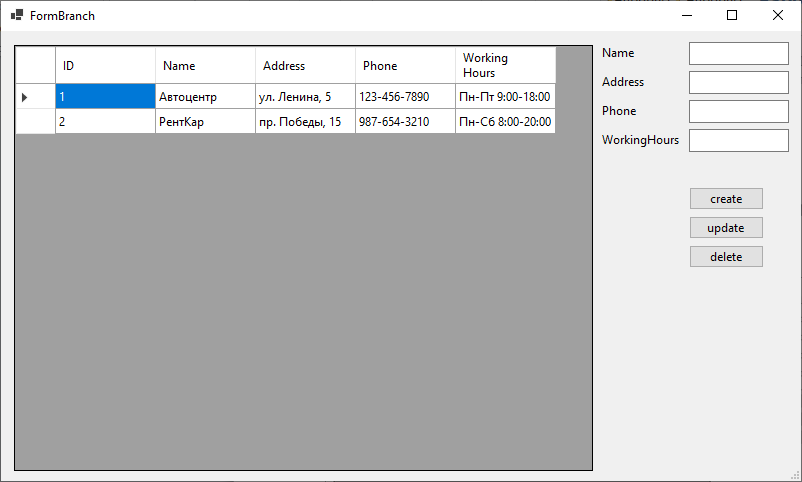 FormBranch
ID Name Address Phone Working
Hours
1 Автоцентр ул. Ленина, 5 123-456-7890 Пн-Пт 9:00-18:00
2 РентКар пр. Победы, 15 987-654-3210 Пн-Сб 8:00-20:00
Name
Address
Phone
WorkingHours
create
update
delete